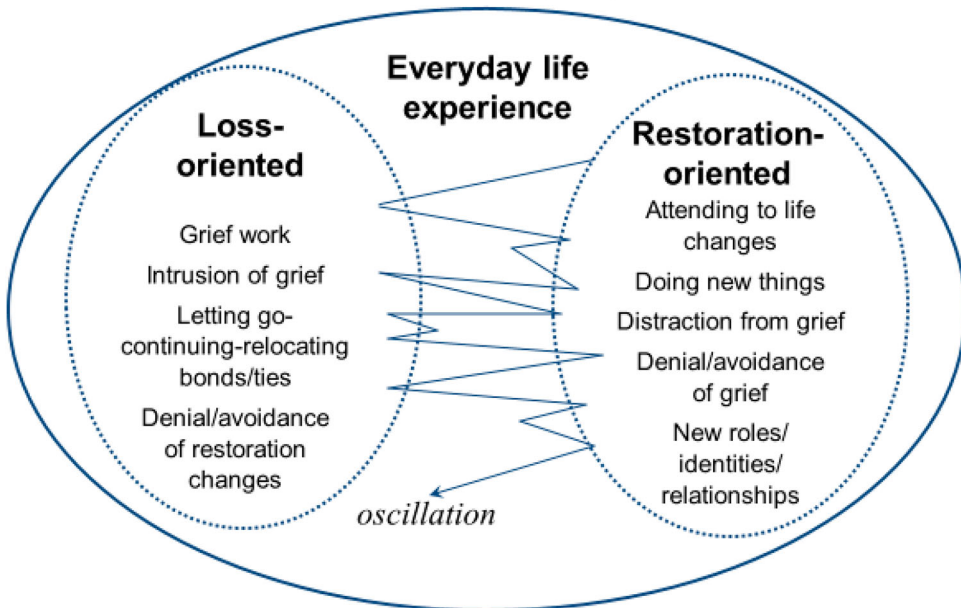 Everyday life
experience
Loss-
oriented
Grief work
Intrusion of grief
Letting go-
continuing-relocating
bonds/ties
Denial/avoidance
of restoration
changes
Restoration-
oriented
Attending to life
changes
Doing new things
Distraction from grief
Denial/avoidance
of grief
New roles/
identities/
relationships
oscillation